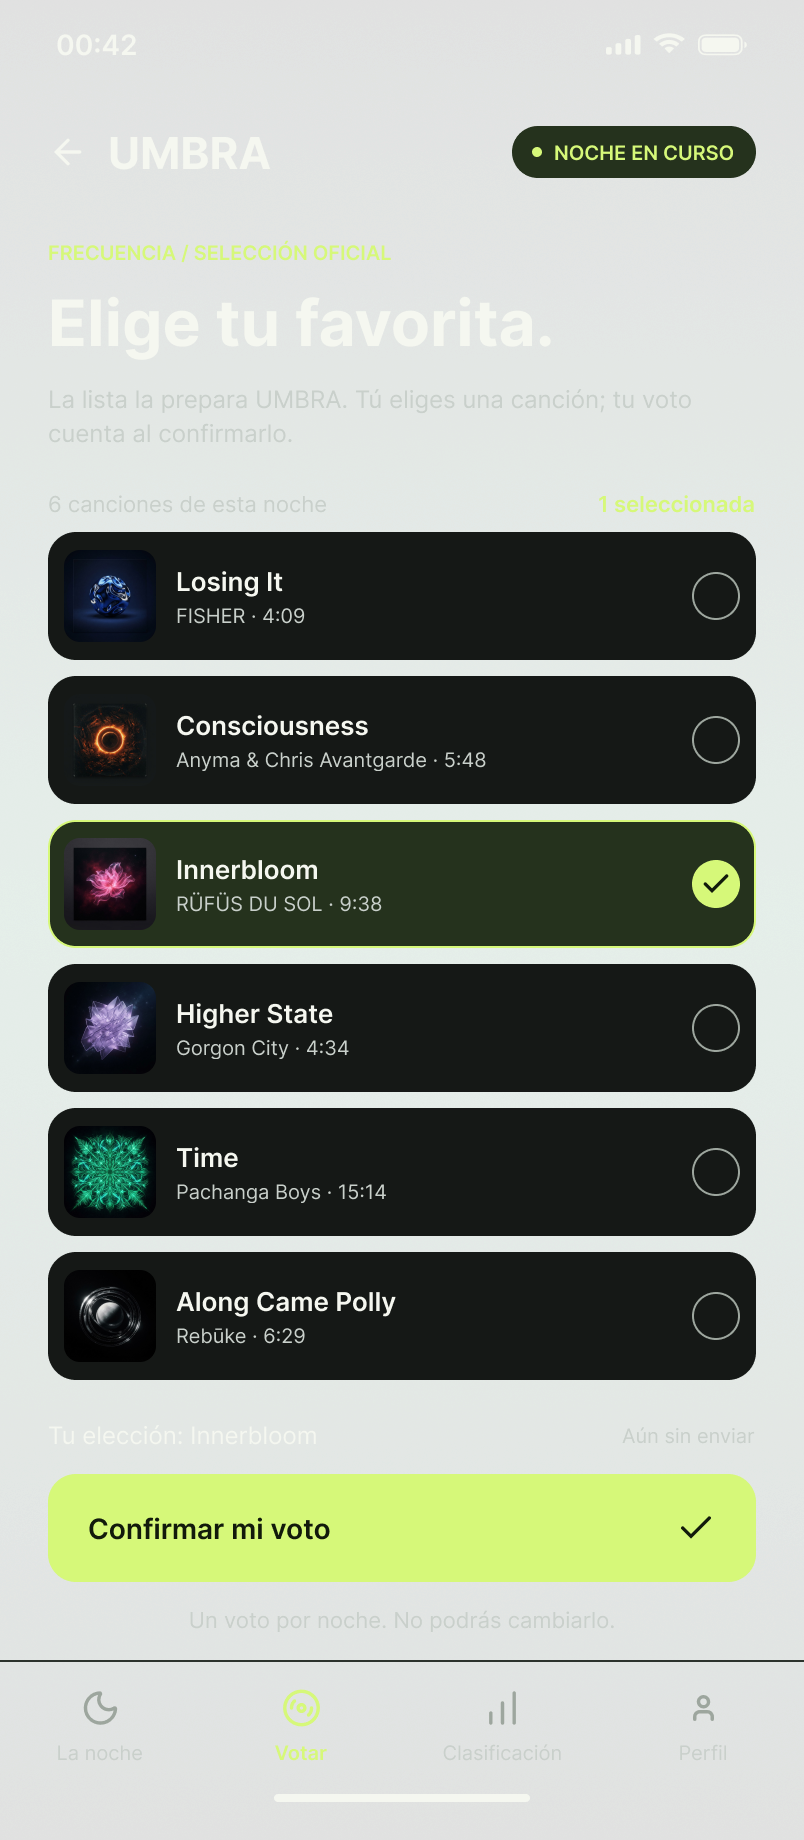 00:42
UMBRA
NOCHE EN CURSO
FRECUENCIA / SELECCIÓN OFICIAL
Elige tu favorita.
La lista la prepara UMBRA. Tú eliges una canción; tu voto
cuenta al confirmarlo.
6 canciones de esta noche
1 seleccionada
Losing It
FISHER · 4:09
Consciousness
Anyma & Chris Avantgarde · 5:48
Innerbloom
RÜFÜS DU SOL · 9:38
Higher State
Gorgon City · 4:34
Time
Pachanga Boys · 15:14
Along Came Polly
Rebūke · 6:29
Tu elección: Innerbloom
Aún sin enviar
Confirmar mi voto
Un voto por noche. No podrás cambiarlo.
La noche
Votar
Clasificación
Perfil